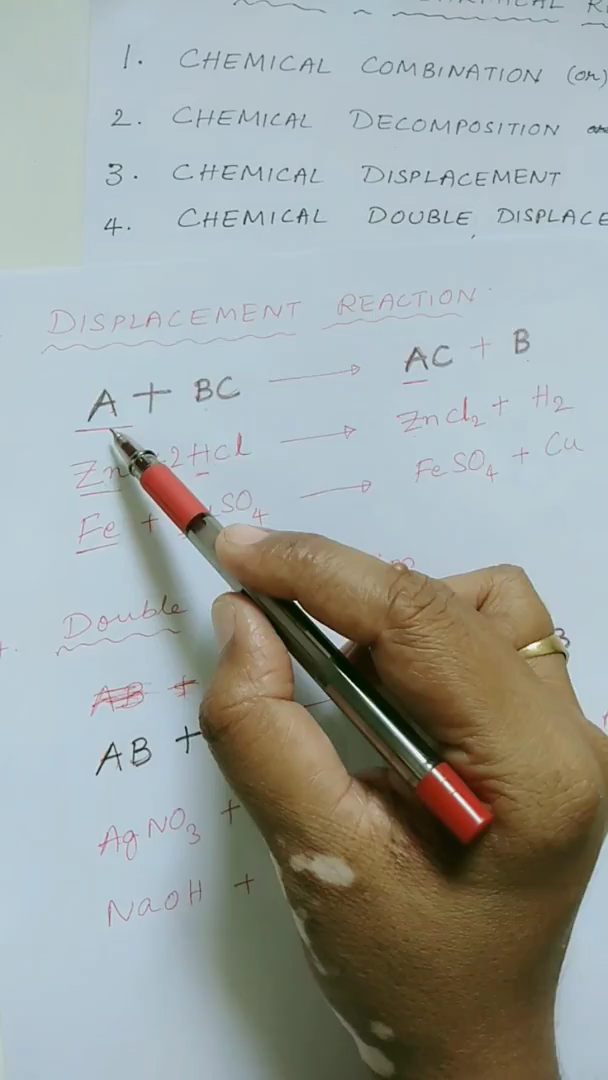 1. CHEMICAL COMBINATION (or)
2. CHEMICAL DECOMPOSITION
3. CHEMICAL DISPLACEMENT
4. CHEMICAL DOUBLE DISPLACE
DISPLACEMENT REACTION
A + BC → AC + B
Zn 2HCl → ZnCl₂ + H₂
Fe + SO₄ → FeSO₄ + Cu
Double
AB +
AB +
AgNO₃ +
NaOH +